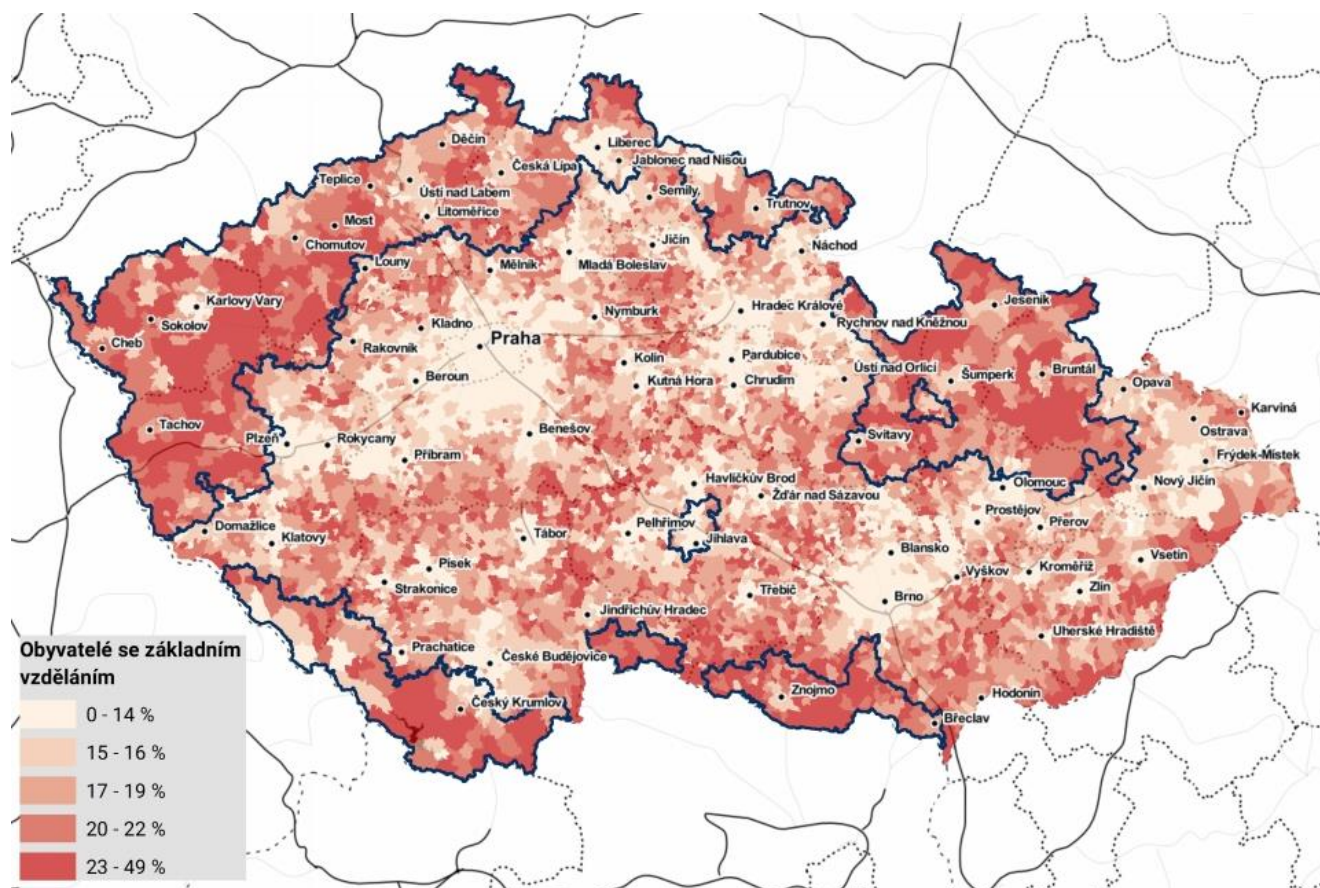 Děčín
Liberec
Jablonec nad Nisou
Česká Lípa
Teplice
Ústí nad Labem
Semily
Trutnov
Litoměřice
Most
Chomutov
Jičín
Náchod
Louny
Mělník
Mladá Boleslav
Karlovy Vary
Sokolov
Jeseník
Hradec Králové
Nymburk
Rychnov nad Kněžnou
Kladno
Cheb
Rakovník
Praha
Pardubice
Kolín
Ústí nad Orlicí
Šumperk
Bruntál
Beroun
Kutná Hora
Chrudim
Opava
Karviná
Ostrava
Tachov
Benešov
Svitavy
Plzeň
Rokycany
Příbram
Frýdek-Místek
Havlíčkův Brod
Olomouc
Nový Jičín
Žďár nad Sázavou
Prostějov
Přerov
Domažlice
Klatovy
Tábor
Pelhřimov
Jihlava
Blansko
Vsetín
Písek
Strakonice
Vyškov
Kroměříž
Třebíč
Brno
Zlín
Jindřichův Hradec
Uherské Hradiště
Prachatice
České Budějovice
Znojmo
Hodonín
Český Krumlov
Břeclav
Obyvatelé se základním
vzděláním
0 - 14 %
15 - 16 %
17 - 19 %
20 - 22 %
23 - 49 %